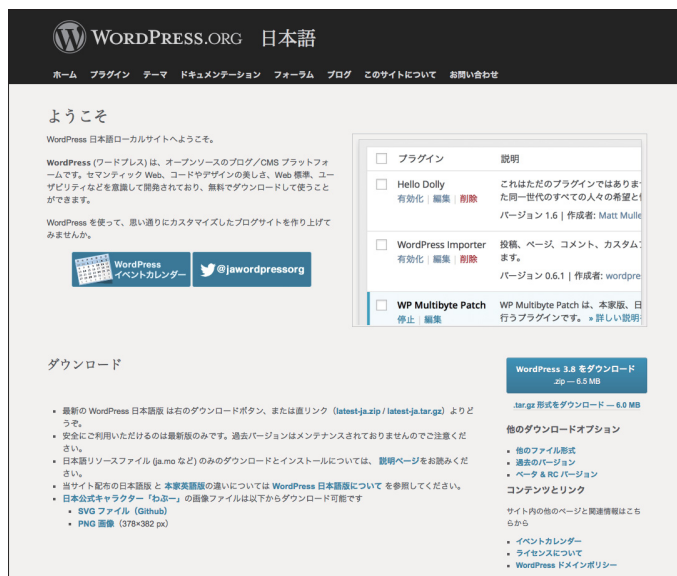 WORDPRESS.ORG 日本語
ホーム プラグイン テーマ ドキュメンテーション フォーラム ブログ このサイトについて お問い合わせ
ようこそ
WordPress 日本語ローカルサイトへようこそ。
WordPress (ワードプレス) は、オープンソースのブログ／CMS プラットフォ
ームです。セマンティック Web、コードやデザインの美しさ、Web 標準、ユー
ザビリティなどを意識して開発されており、無料でダウンロードして使うこと
ができます。
WordPress を使って、思い通りにカスタマイズしたブログサイトを作り上げて
みませんか。
WordPress
イベントカレンダー
@jawordpressorg
プラグイン 説明
Hello Dolly これはただのプラグインではありま
有効化 | 編集 | 削除 た同一世代のすべての人々の希望と
バージョン 1.6 | 作成者: Matt Mulle
WordPress Importer 投稿、ページ、コメント、カスタム
有効化 | 編集 | 削除 ます。
バージョン 0.6.1 | 作成者: wordpre
WP Multibyte Patch WP Multibyte Patch は、本家版、日
停止 | 編集 行うプラグインです。 » 詳しい説明
ダウンロード
最新の WordPress 日本語版 は右のダウンロードボタン、または直リンク（latest-ja.zip / latest-ja.tar.gz）よりど
うぞ。
安全にご利用いただけるのは最新版のみです。過去バージョンはメンテナンスされておりませんのでご注意くだ
さい。
日本語リソースファイル (ja.mo など) のみのダウンロードとインストールについては、 説明ページをお読みくだ
さい。
当サイト配布の日本語版 と 本家英語版の違いについては WordPress 日本語版について を参照してください。
日本公式キャラクター「わぷー」の画像ファイルは以下からダウンロード可能です
SVG ファイル（Github）
PNG 画像（378×382 px）
WordPress 3.8 をダウンロード
.zip — 6.5 MB
.tar.gz 形式をダウンロード — 6.0 MB
他のダウンロードオプション
他のファイル形式
過去のバージョン
ベータ & RC バージョン
コンテンツとリンク
サイト内の他のページと関連情報はこち
らから
イベントカレンダー
ライセンスについて
WordPress ドメインポリシー